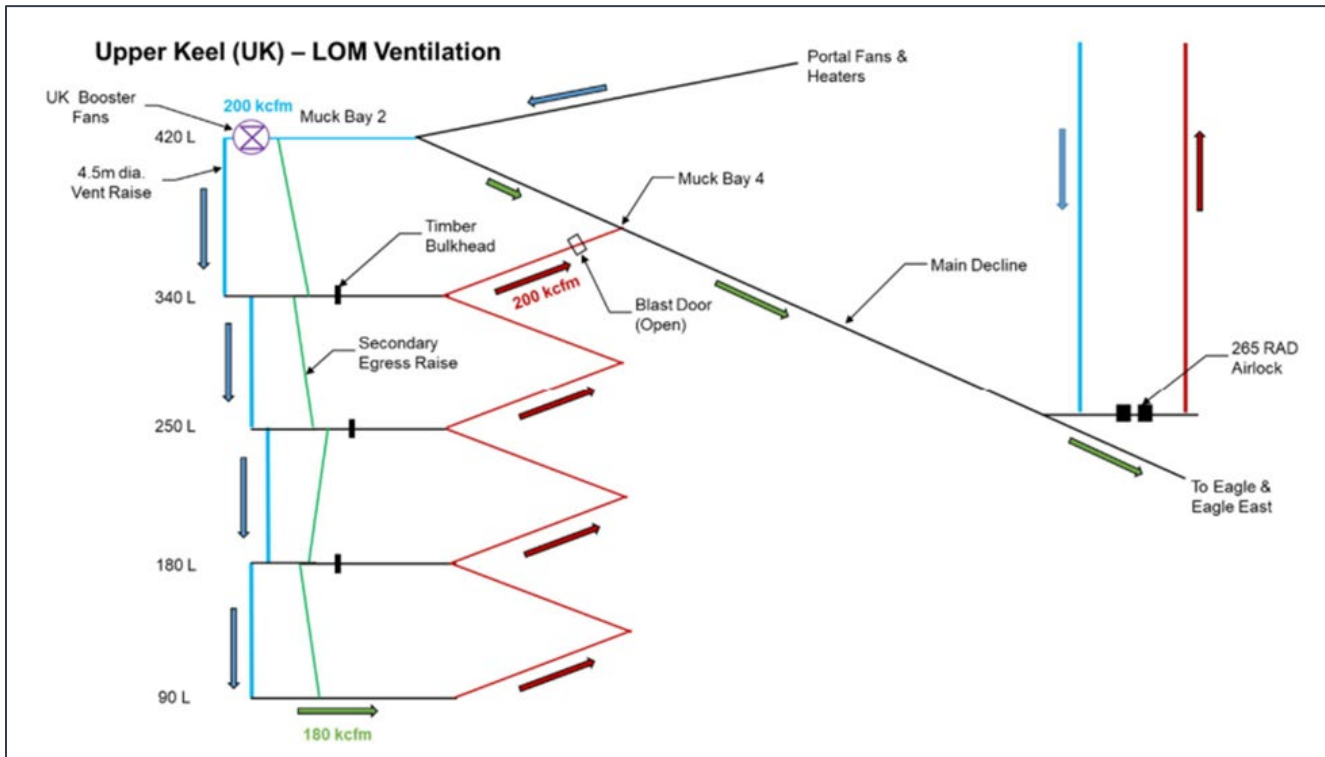 Upper Keel (UK) – LOM Ventilation
Portal Fans &
Heaters
UK Booster
Fans
200 kcfm
Muck Bay 2
420 L
4.5m dia.
Vent Raise
Muck Bay 4
Timber
Bulkhead
Main Decline
200 kcfm
340 L
Blast Door
(Open)
Secondary
Egress Raise
265 RAD
Airlock
250 L
To Eagle &
Eagle East
180 L
90 L
180 kcfm